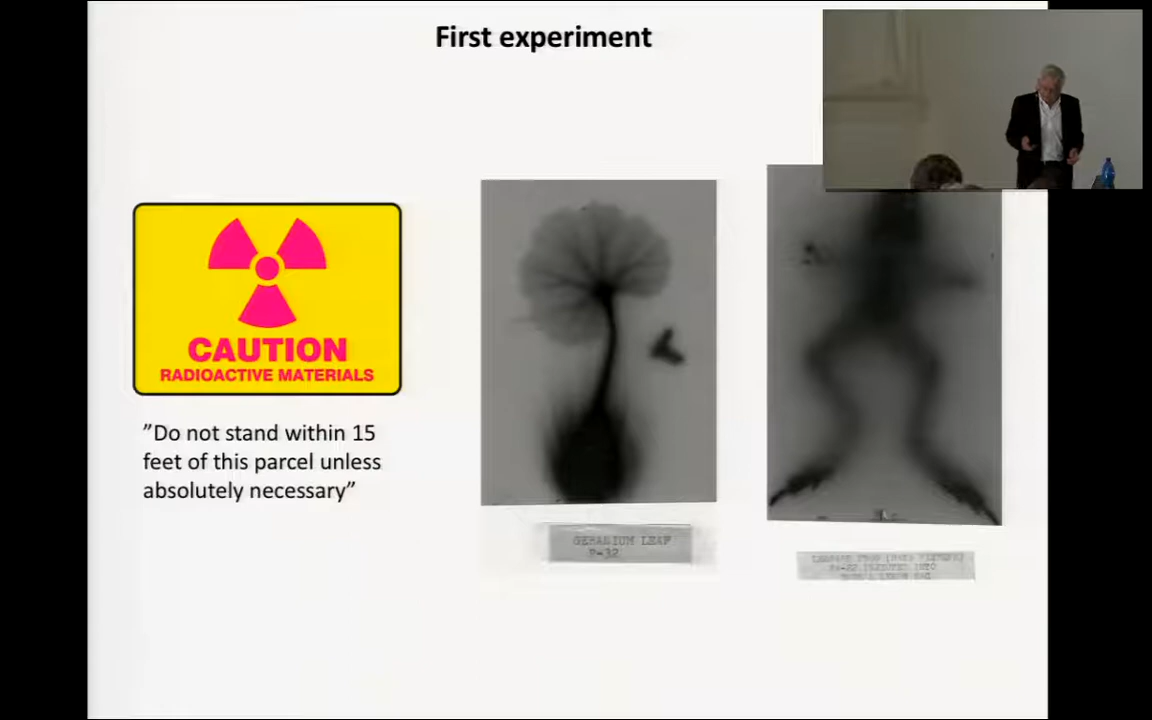 First experiment
CAUTION
RADIOACTIVE MATERIALS
”Do not stand within 15
feet of this parcel unless
absolutely necessary”
GERANIUM LEAF
P-32